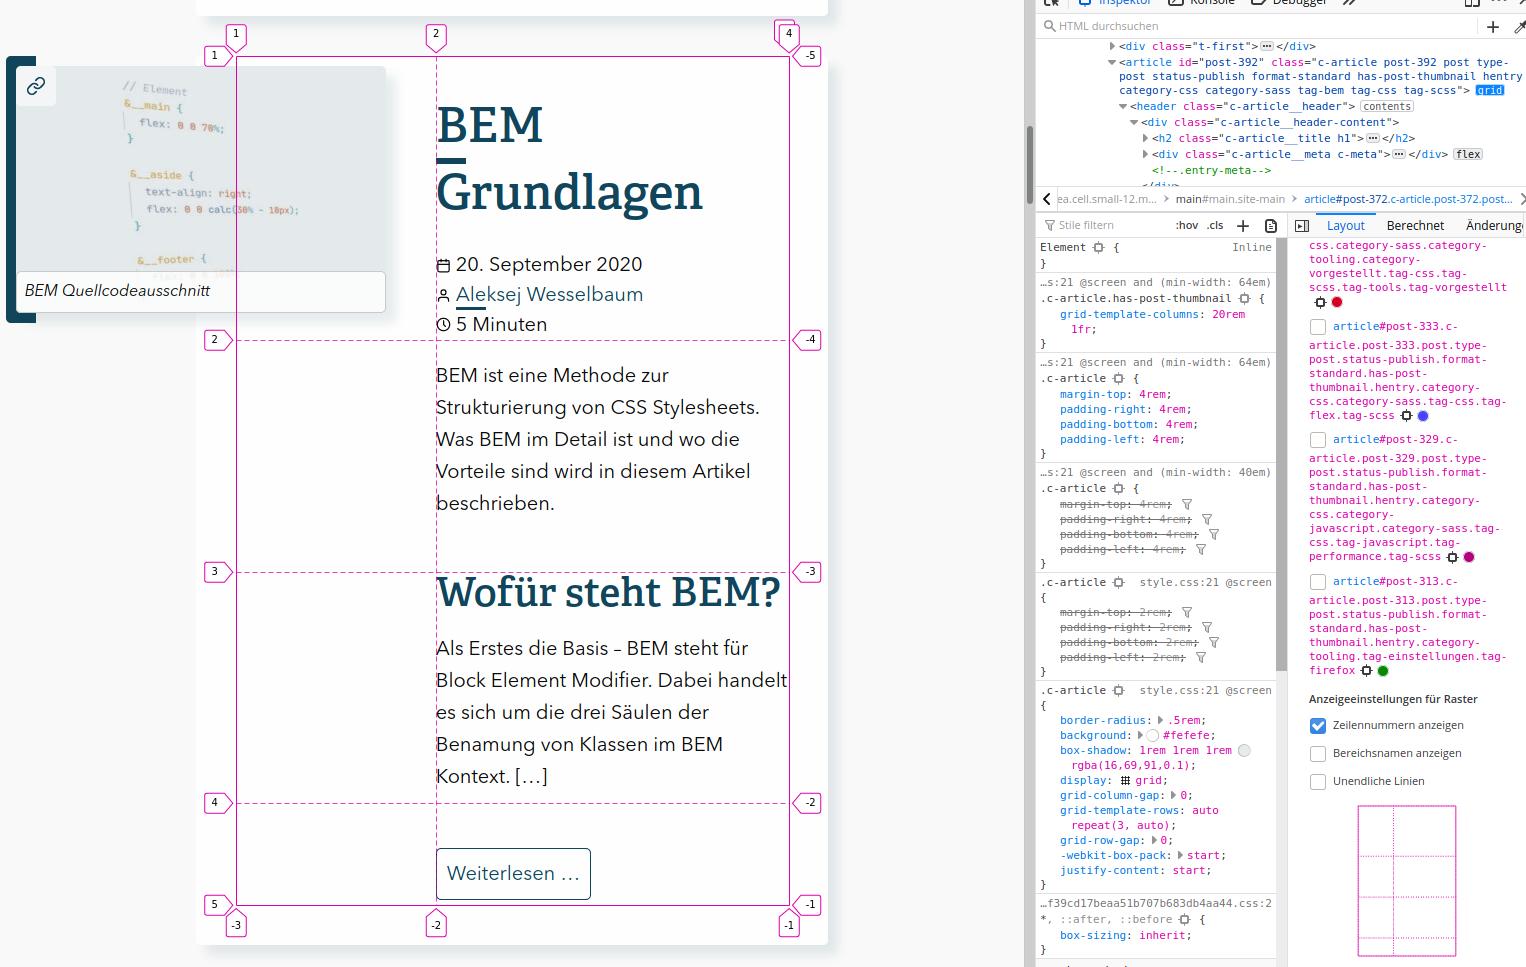 1
2
4
1
-5
// Element
&__main {
flex: 0 0 70%;
}
&__aside {
text-align: right;
flex: 0 0 calc(30% - 10px);
}
&__footer {
BEM Quellcodeausschnitt
BEM
Grundlagen
20. September 2020
Aleksej Wesselbaum
5 Minuten
2
-4
BEM ist eine Methode zur
Strukturierung von CSS Stylesheets.
Was BEM im Detail ist und wo die
Vorteile sind wird in diesem Artikel
beschrieben.
3
-3
Wofür steht BEM?
Als Erstes die Basis – BEM steht für
Block Element Modifier. Dabei handelt
es sich um die drei Säulen der
Benamung von Klassen im BEM
Kontext. […]
4
-2
Weiterlesen …
5
-1
-3
-2
-1
Inspektor
Konsole
Debugger
HTML durchsuchen
<div class="t-first"> </div>
<article id="post-392" class="c-article post-392 post type-
post status-publish format-standard has-post-thumbnail hentry
category-css category-sass tag-bem tag-css tag-scss"> grid
<header class="c-article__header"> contents
<div class="c-article__header-content">
<h2 class="c-article__title h1"> </h2>
<div class="c-article__meta c-meta"> </div> flex
<!--.entry-meta-->
ea.cell.small-12.m… > main#main.site-main > article#post-372.c-article.post-372.post…
Stile filtern
:hov .cls
Element {
Inline
}
…s:21 @screen and (min-width: 64em)
.c-article.has-post-thumbnail {
grid-template-columns: 20rem
1fr;
}
…s:21 @screen and (min-width: 64em)
.c-article {
margin-top: 4rem;
padding-right: 4rem;
padding-bottom: 4rem;
padding-left: 4rem;
}
…s:21 @screen and (min-width: 40em)
.c-article {
margin-top: 4rem;
padding-right: 4rem;
padding-bottom: 4rem;
padding-left: 4rem;
}
.c-article style.css:21 @screen
{
margin-top: 2rem;
padding-right: 2rem;
padding-bottom: 2rem;
padding-left: 2rem;
}
.c-article style.css:21 @screen
{
border-radius: .5rem;
background: #fefefe;
box-shadow: 1rem 1rem 1rem
rgba(16,69,91,0.1);
display: grid;
grid-column-gap: 0;
grid-template-rows: auto
repeat(3, auto);
grid-row-gap: 0;
-webkit-box-pack: start;
justify-content: start;
}
…f39cd17beaa51b707b683db4aa44.css:2
*, ::after, ::before {
box-sizing: inherit;
}
Layout
Berechnet
Änderung
css.category-sass.category-
tooling.category-
vorgestellt.tag-css.tag-
scss.tag-tools.tag-vorgestellt
article#post-333.c-
article.post-333.post.type-
post.status-publish.format-
standard.has-post-
thumbnail.hentry.category-
css.category-sass.tag-css.tag-
flex.tag-scss
article#post-329.c-
article.post-329.post.type-
post.status-publish.format-
standard.has-post-
thumbnail.hentry.category-
css.category-
javascript.category-sass.tag-
css.tag-javascript.tag-
performance.tag-scss
article#post-313.c-
article.post-313.post.type-
post.status-publish.format-
standard.has-post-
thumbnail.hentry.category-
tooling.tag-einstellungen.tag-
firefox
Anzeigeeinstellungen für Raster
Zeilennummern anzeigen
Bereichsnamen anzeigen
Unendliche Linien